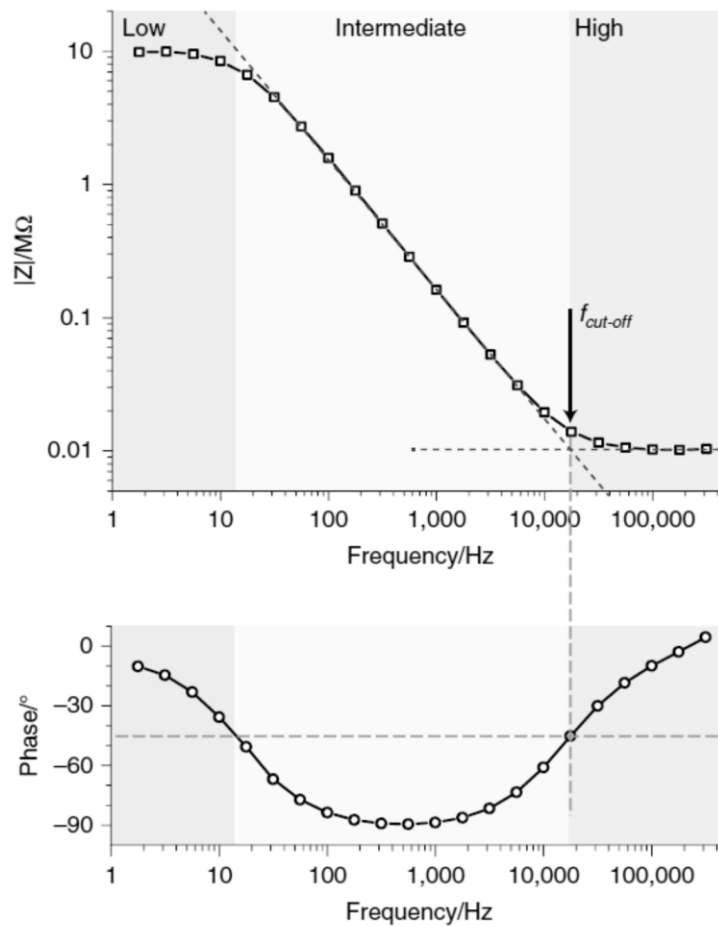 Low Intermediate High
10
1
0.1
0.01
|Z|/MΩ
f cut-off
1 10 100 1,000 10,000 100,000
Frequency/Hz
0
–30
–60
–90
Phase/°
1 10 100 1,000 10,000 100,000
Frequency/Hz